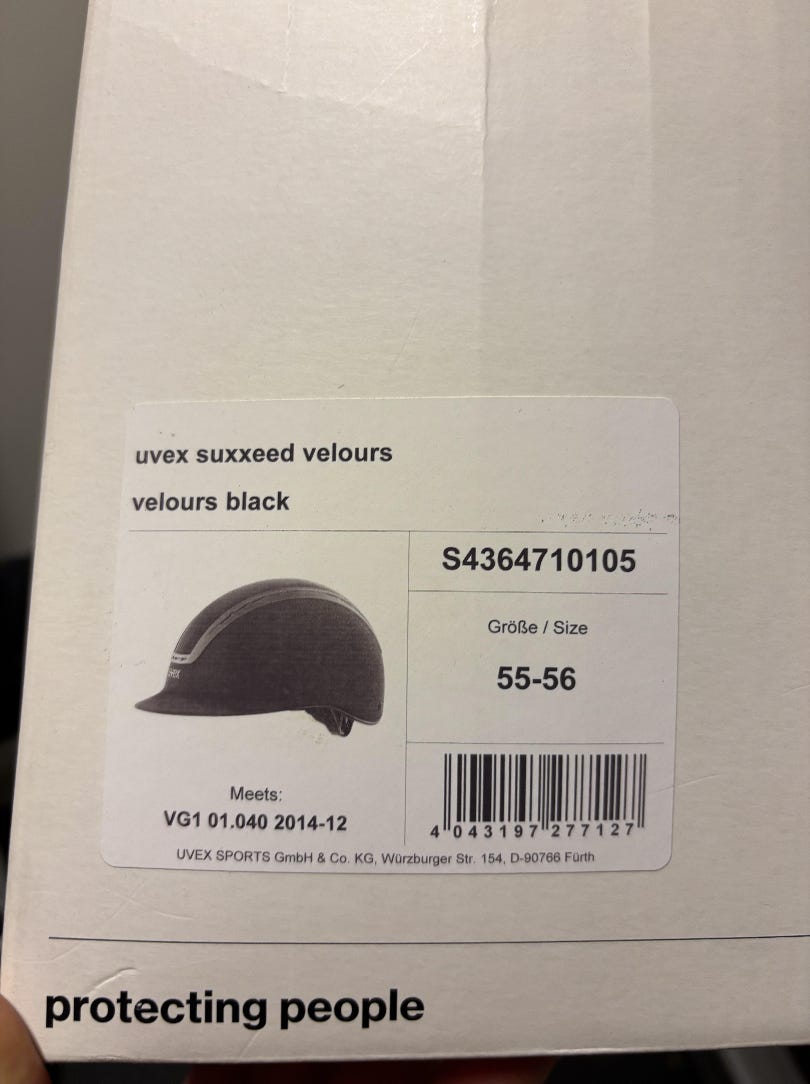 uvex suxxeed velours
velours black
S4364710105
Größe / Size
55-56
uvex
Meets:
VG1 01.040 2014-12
4 043197 277127
UVEX SPORTS GmbH & Co. KG, Würzburger Str. 154, D-90766 Fürth
protecting people